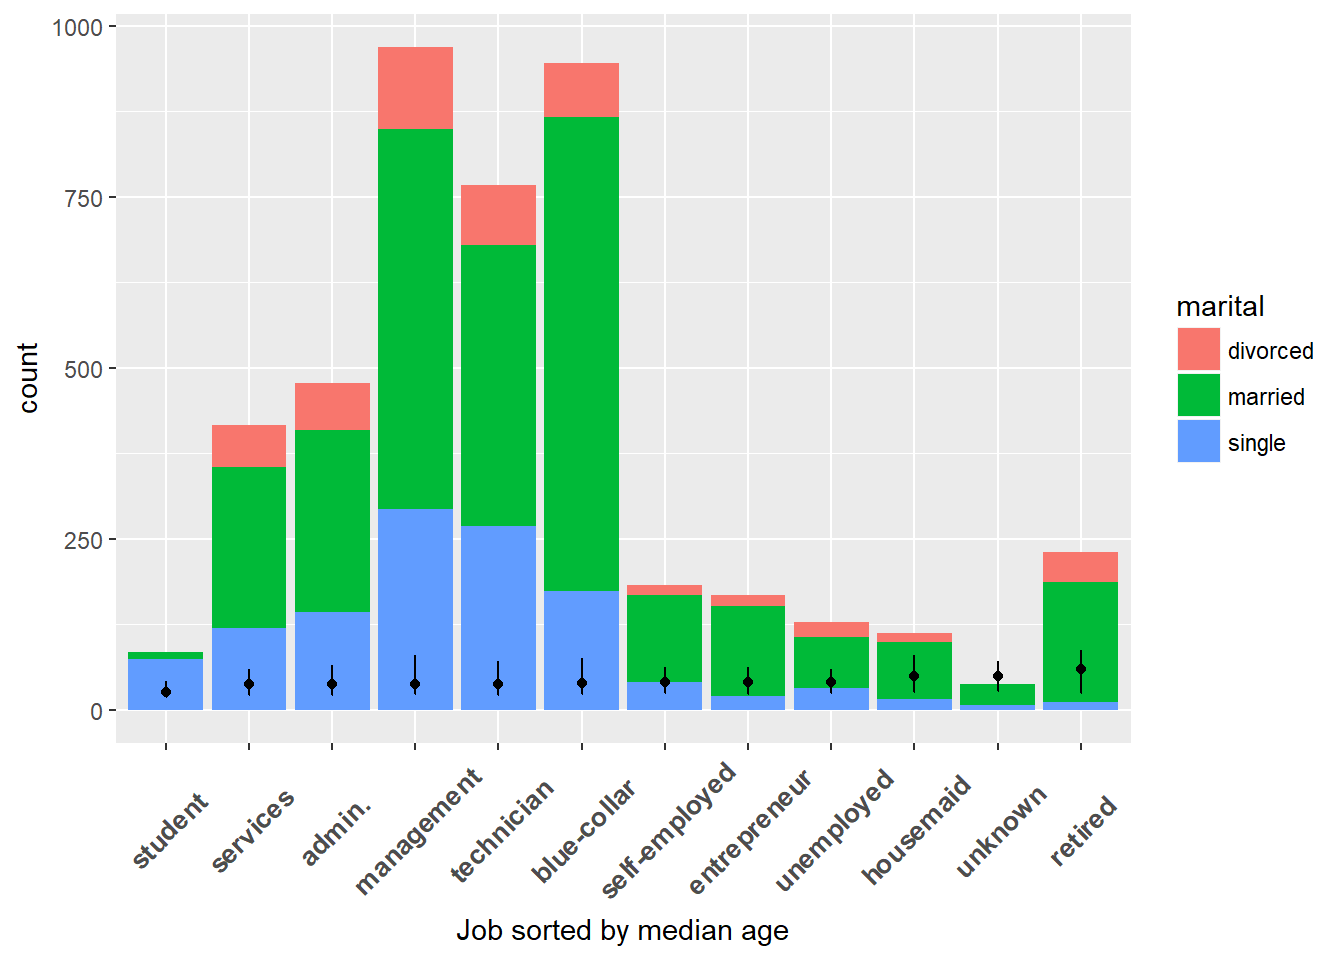 1000
750
500
250
0
count
student
services
admin.
management
technician
blue-collar
self-employed
entrepreneur
unemployed
housemaid
unknown
retired
Job sorted by median age
marital
divorced
married
single